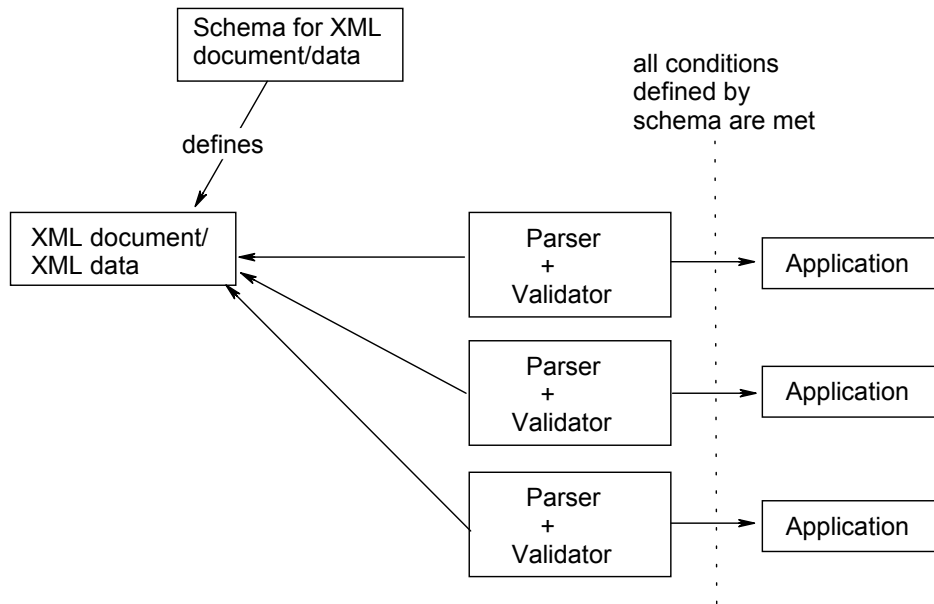 Schema for XML
document/data
all conditions
defined by
schema are met
defines
XML document/
XML data
Parser
+
Validator
Application
Parser
+
Validator
Application
Parser
+
Validator
Application